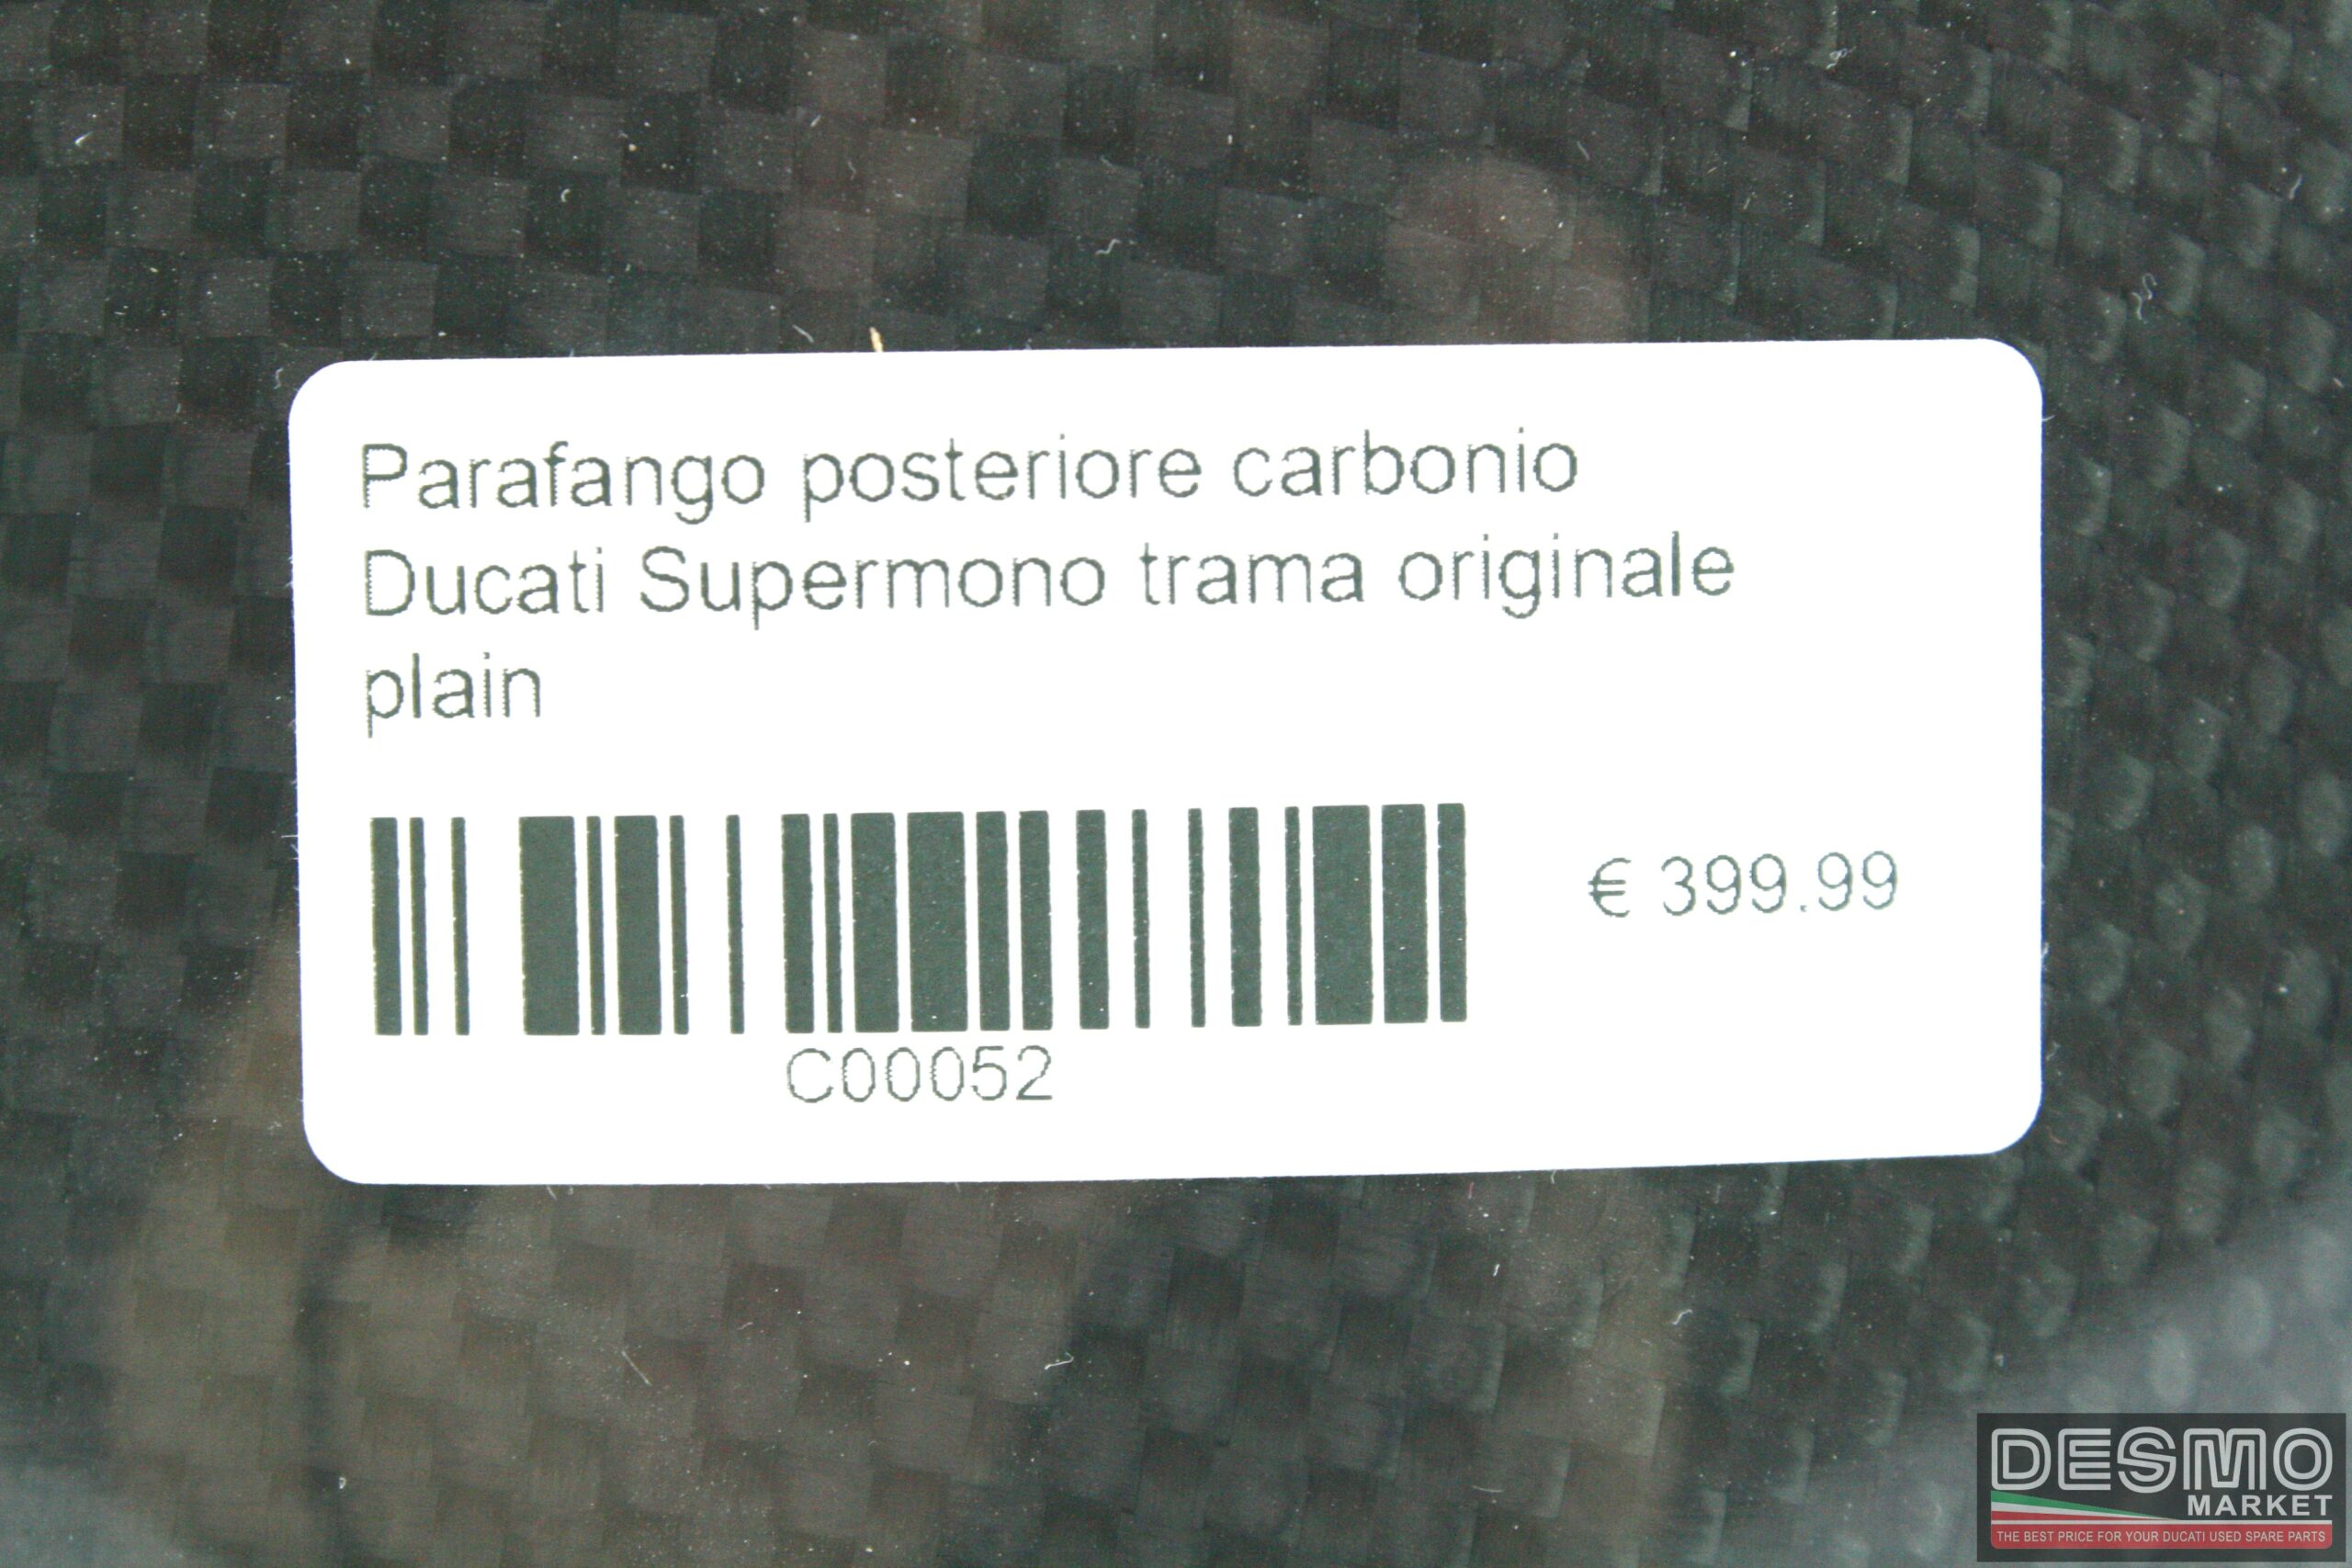 Parafango posteriore carbonio
Ducati Supermono trama originale
plain
€ 399.99
C00052
DESMO
MARKET
THE BEST PRICE FOR YOUR DUCATI USED SPARE PARTS